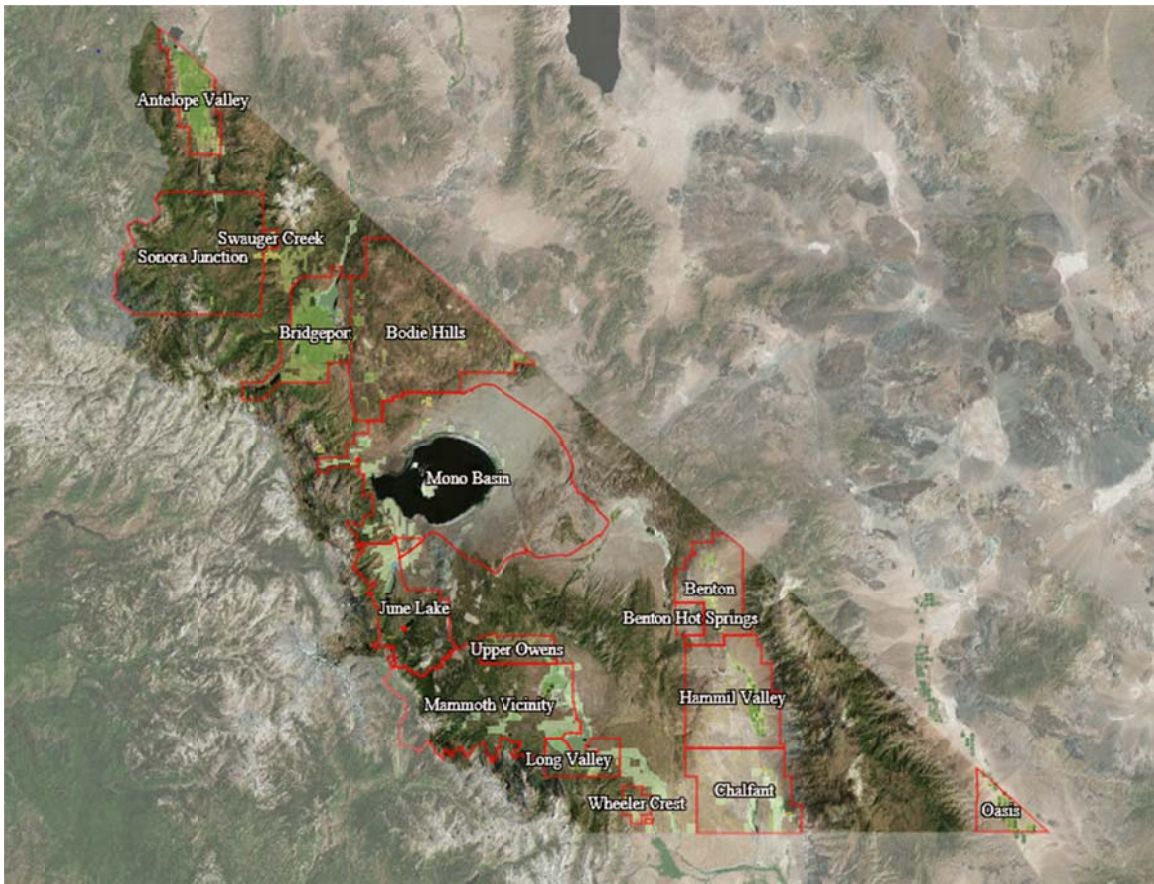 Antelope Valley
Swauger Creek
Sonora Junction
Bridgepor
Bodie Hills
Mono Basin
Benton
June Lake
Benton Hot Springs
Upper Owens
Mammoth Vicinity
Hammil Valley
Long Valley
Chalfant
Wheeler Crest
Oasis